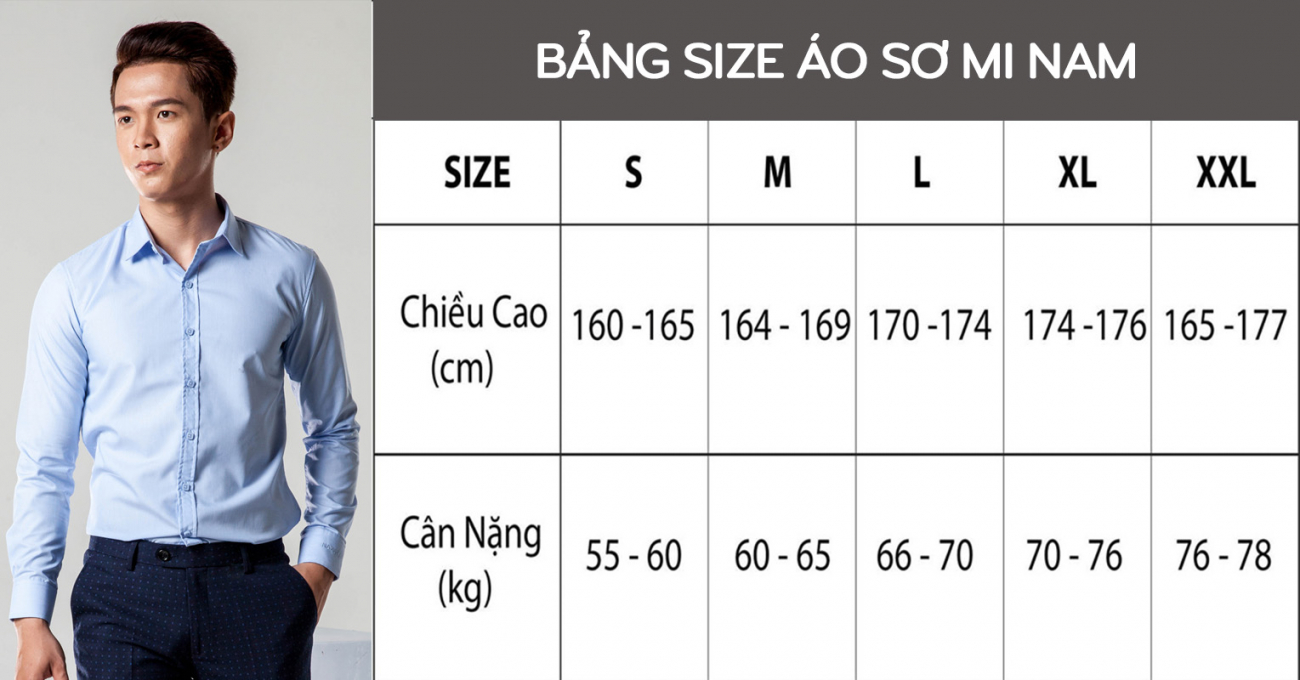 BẢNG SIZE ÁO SƠ MI NAM
SIZE S M L XL XXL
Chiều Cao (cm) 160 -165 164 - 169 170 -174 174 -176 165 -177
Cân Nặng (kg) 55 - 60 60 - 65 66 - 70 70 - 76 76 - 78